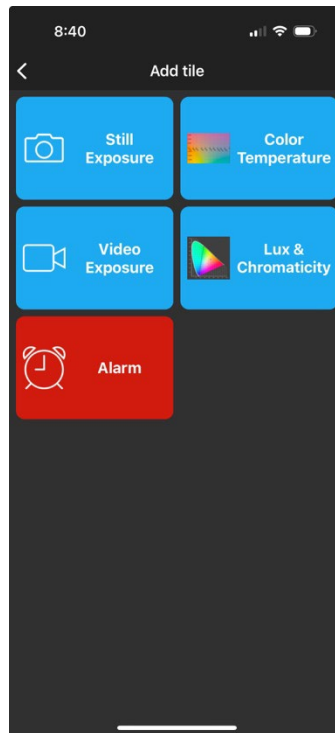 8:40
Add tile
Still
Exposure
Color
Temperature
Video
Exposure
Lux &
Chromaticity
Alarm